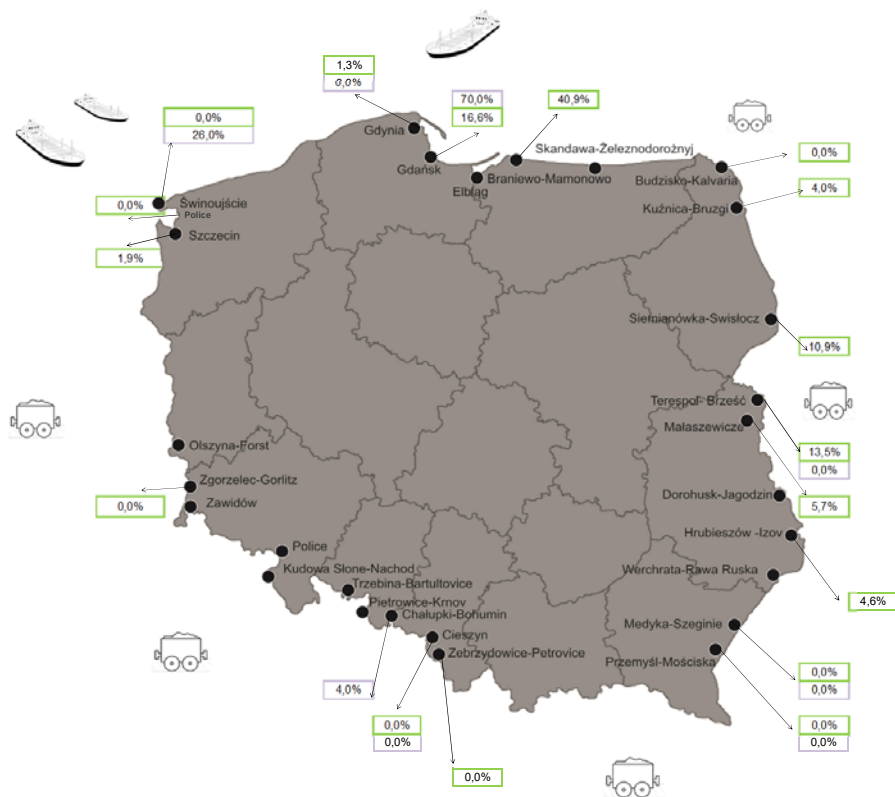 1,3%
0,0%
70,0%
16,6%
40,9%
0,0%
26,0%
Gdynia
Gdańsk
Elbląg
Skandawa-Żeleznodorożnyj
Braniewo-Mamonowo
Budzisko-Kalvaria
0,0%
Kuźnica-Bruzgi
4,0%
0,0%
Świnoujście
Police
Szczecin
1,9%
Siemianówka-Swisłocz
10,9%
Terespol- Brześć
Małaszewicze
13,5%
0,0%
Olszyna-Forst
Zgorzelec-Gorlitz
0,0%
Zawidów
Dorohusk-Jagodzin
5,7%
Hrubieszów -Izov
Police
Kudowa Słone-Nachod
Trzebina-Bartultovice
Werchrata-Rawa Ruska
4,6%
Pietrowice-Krnov
Chałupki-Bohumin
Cieszyn
Zebrzydowice-Petrovice
Medyka-Szeginie
Przemyśl-Mościska
0,0%
0,0%
4,0%
0,0%
0,0%
0,0%
0,0%
0,0%